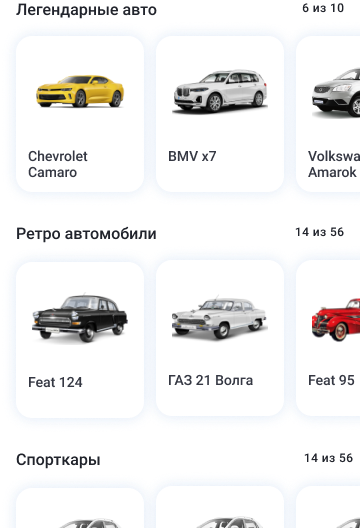 Легендарные авто 6 из 10
Chevrolet
Camaro
BMV x7
Volkswa
Amarok
Ретро автомобили 14 из 56
Feat 124
ГАЗ 21 Волга
Feat 95
Спорткары 14 из 56